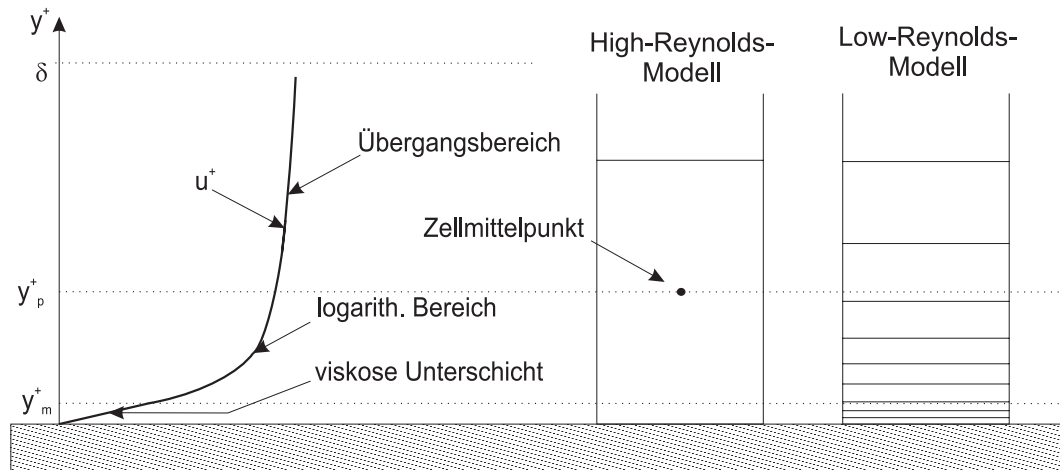 y⁺
δ
High-Reynolds-
Modell
Low-Reynolds-
Modell
Übergangsbereich
u⁺
Zellmittelpunkt
y⁺ₚ
logarith. Bereich
viskose Unterschicht
y⁺ₘ